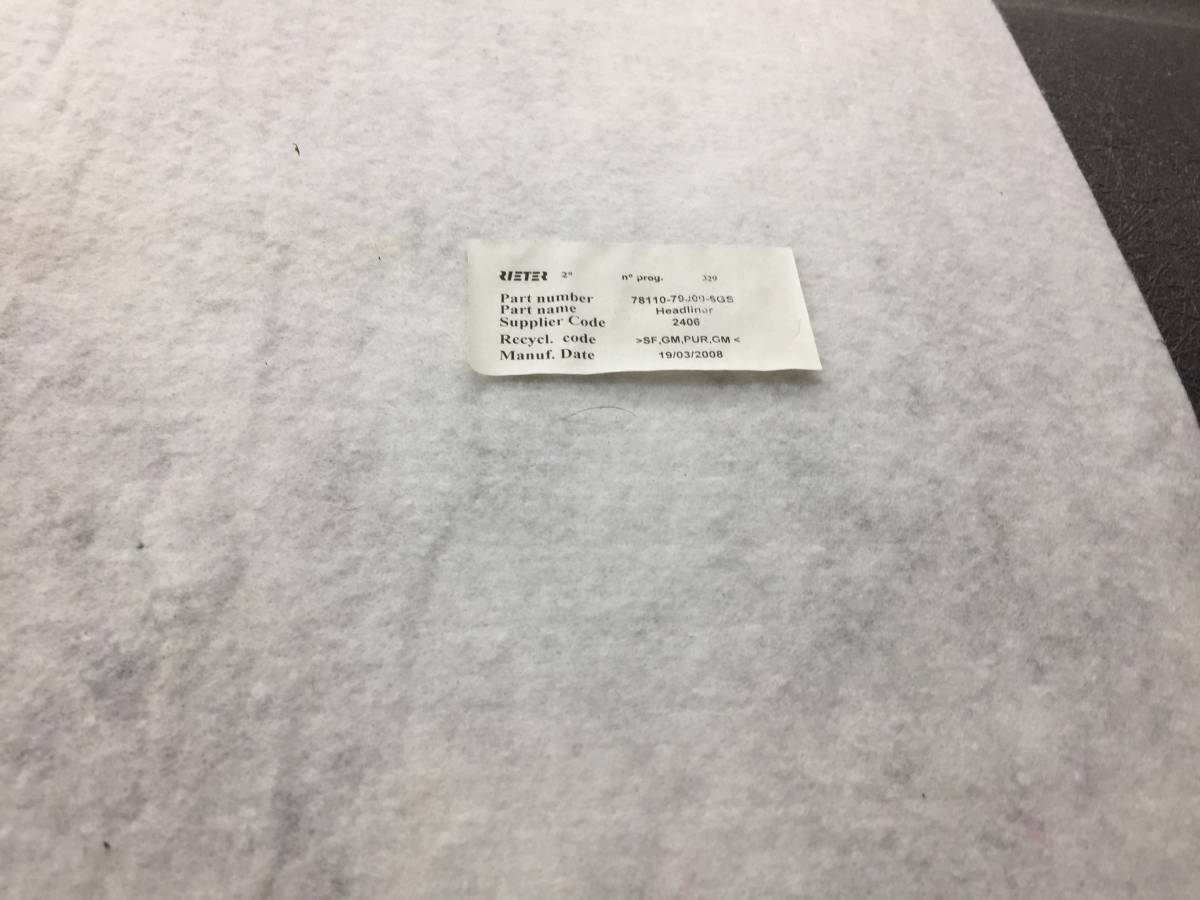 RIETER 2° n° prog. 329
Part number 78110-79J00-6GS
Part name Headliner
Supplier Code 2406
Recycl. code >SF,GM,PUR,GM <
Manuf. Date 19/03/2008